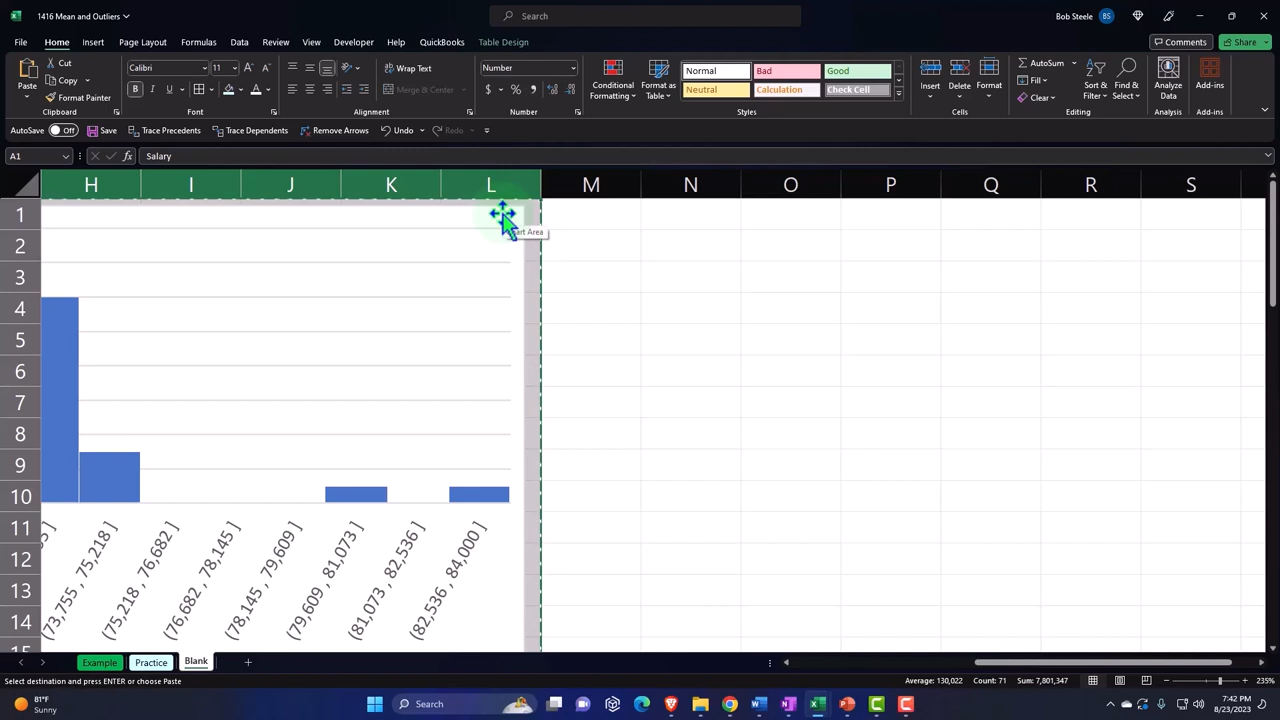 1416 Mean and Outliers
Search
Bob Steele
BS
File
Home
Insert
Page Layout
Formulas
Data
Review
View
Developer
Help
QuickBooks
Table Design
Comments
Share
Paste
Cut
Copy
Format Painter
Clipboard
Calibri
11
Font
Wrap Text
Merge & Center
Alignment
Number
Number
Conditional Formatting
Format as Table
Normal
Bad
Good
Neutral
Calculation
Check Cell
Styles
Insert
Delete
Format
Cells
AutoSum
Fill
Clear
Sort & Filter
Find & Select
Editing
Analyze Data
Analysis
Add-ins
Add-ins
AutoSave
Off
Save
Trace Precedents
Trace Dependents
Remove Arrows
Undo
Redo
A1
Salary
H I J K L M N O P Q R S
1
2
3
4
5
6
7
8
9
10
11
12
13
14
15
(73,755 , 75,218 ]
(75,218 , 76,682 ]
(76,682 , 78,145 ]
(78,145 , 79,609 ]
(79,609 , 81,073 ]
(81,073 , 82,536 ]
(82,536 , 84,000 ]
Example
Practice
Blank
Select destination and press ENTER or choose Paste
Average: 130,022
Count: 71
Sum: 7,801,347
235%
81°F
Sunny
Search
7:42 PM
8/23/2023